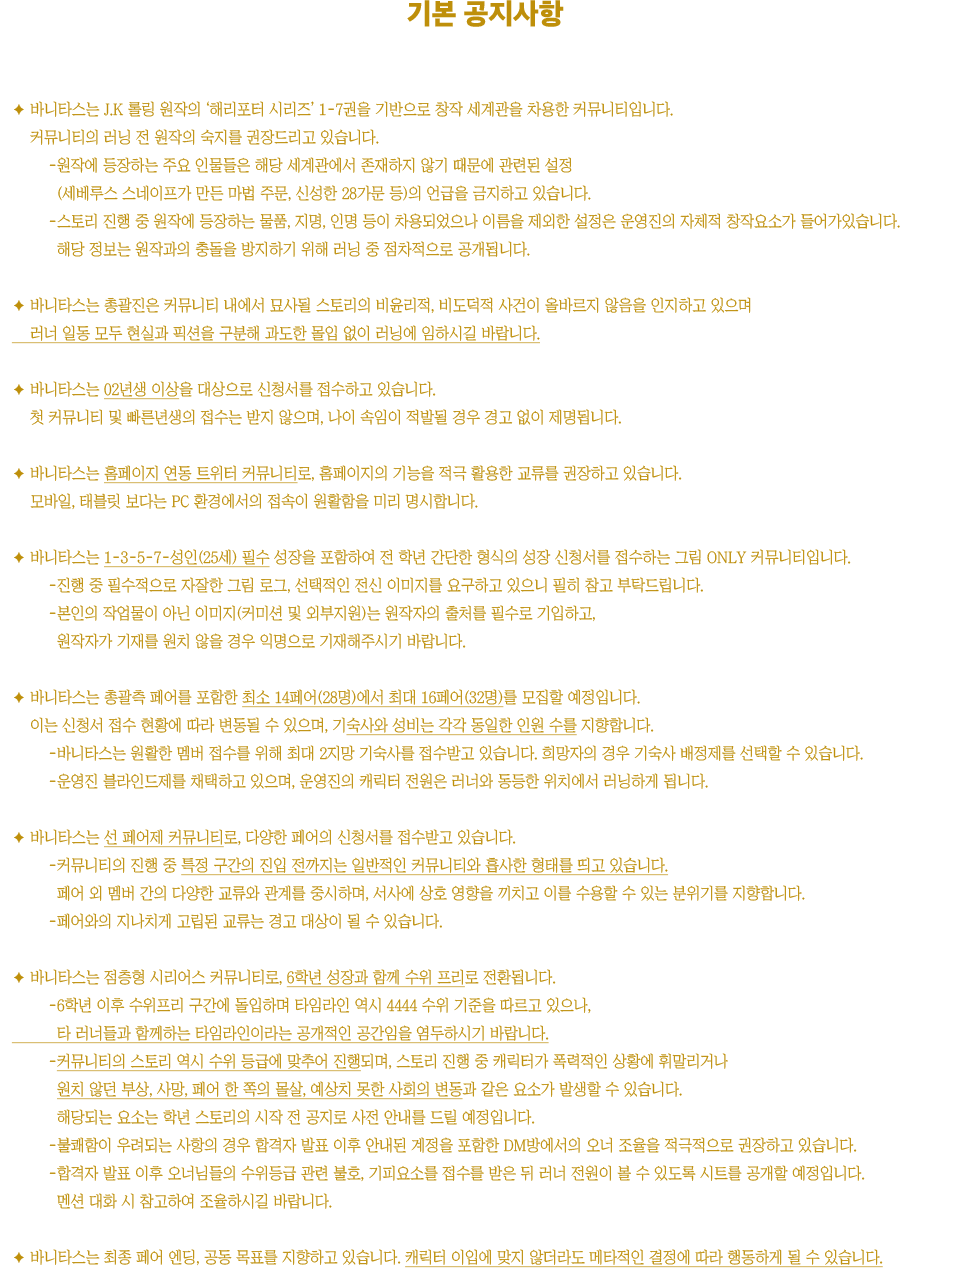 기본 공지사항
✦ 바니타스는 J.K 롤링 원작의 ‘해리포터 시리즈’ 1-7권을 기반으로 창작 세계관을 차용한 커뮤니티입니다.
커뮤니티의 러닝 전 원작의 숙지를 권장드리고 있습니다.
-원작에 등장하는 주요 인물들은 해당 세계관에서 존재하지 않기 때문에 관련된 설정
(세베루스 스네이프가 만든 마법 주문, 신성한 28가문 등)의 언급을 금지하고 있습니다.
-스토리 진행 중 원작에 등장하는 물품, 지명, 인명 등이 차용되었으나 이름을 제외한 설정은 운영진의 자체적 창작요소가 들어가있습니다.
해당 정보는 원작과의 충돌을 방지하기 위해 러닝 중 점차적으로 공개됩니다.
✦ 바니타스는 총괄진은 커뮤니티 내에서 묘사될 스토리의 비윤리적, 비도덕적 사건이 올바르지 않음을 인지하고 있으며
러너 일동 모두 현실과 픽션을 구분해 과도한 몰입 없이 러닝에 임하시길 바랍니다.
✦ 바니타스는 02년생 이상을 대상으로 신청서를 접수하고 있습니다.
첫 커뮤니티 및 빠른년생의 접수는 받지 않으며, 나이 속임이 적발될 경우 경고 없이 제명됩니다.
✦ 바니타스는 홈페이지 연동 트위터 커뮤니티로, 홈페이지의 기능을 적극 활용한 교류를 권장하고 있습니다.
모바일, 태블릿 보다는 PC 환경에서의 접속이 원활함을 미리 명시합니다.
✦ 바니타스는 1-3-5-7-성인(25세) 필수 성장을 포함하여 전 학년 간단한 형식의 성장 신청서를 접수하는 그림 ONLY 커뮤니티입니다.
-진행 중 필수적으로 자잘한 그림 로그, 선택적인 전신 이미지를 요구하고 있으니 필히 참고 부탁드립니다.
-본인의 작업물이 아닌 이미지(커미션 및 외부지원)는 원작자의 출처를 필수로 기입하고,
원작자가 기재를 원치 않을 경우 익명으로 기재해주시기 바랍니다.
✦ 바니타스는 총괄측 페어를 포함한 최소 14페어(28명)에서 최대 16페어(32명)를 모집할 예정입니다.
이는 신청서 접수 현황에 따라 변동될 수 있으며, 기숙사와 성비는 각각 동일한 인원 수를 지향합니다.
-바니타스는 원활한 멤버 접수를 위해 최대 2지망 기숙사를 접수받고 있습니다. 희망자의 경우 기숙사 배정제를 선택할 수 있습니다.
-운영진 블라인드제를 채택하고 있으며, 운영진의 캐릭터 전원은 러너와 동등한 위치에서 러닝하게 됩니다.
✦ 바니타스는 선 페어제 커뮤니티로, 다양한 페어의 신청서를 접수받고 있습니다.
-커뮤니티의 진행 중 특정 구간의 진입 전까지는 일반적인 커뮤니티와 흡사한 형태를 띄고 있습니다.
페어 외 멤버 간의 다양한 교류와 관계를 중시하며, 서사에 상호 영향을 끼치고 이를 수용할 수 있는 분위기를 지향합니다.
-페어와의 지나치게 고립된 교류는 경고 대상이 될 수 있습니다.
✦ 바니타스는 점층형 시리어스 커뮤니티로, 6학년 성장과 함께 수위 프리로 전환됩니다.
-6학년 이후 수위프리 구간에 돌입하며 타임라인 역시 4444 수위 기준을 따르고 있으나,
타 러너들과 함께하는 타임라인이라는 공개적인 공간임을 염두하시기 바랍니다.
-커뮤니티의 스토리 역시 수위 등급에 맞추어 진행되며, 스토리 진행 중 캐릭터가 폭력적인 상황에 휘말리거나
원치 않던 부상, 사망, 페어 한 쪽의 몰살, 예상치 못한 사회의 변동과 같은 요소가 발생할 수 있습니다.
해당되는 요소는 학년 스토리의 시작 전 공지로 사전 안내를 드릴 예정입니다.
-불쾌함이 우려되는 사항의 경우 합격자 발표 이후 안내된 계정을 포함한 DM방에서의 오너 조율을 적극적으로 권장하고 있습니다.
-합격자 발표 이후 오너님들의 수위등급 관련 불호, 기피요소를 접수를 받은 뒤 러너 전원이 볼 수 있도록 시트를 공개할 예정입니다.
멘션 대화 시 참고하여 조율하시길 바랍니다.
✦ 바니타스는 최종 페어 엔딩, 공동 목표를 지향하고 있습니다. 캐릭터 이입에 맞지 않더라도 메타적인 결정에 따라 행동하게 될 수 있습니다.